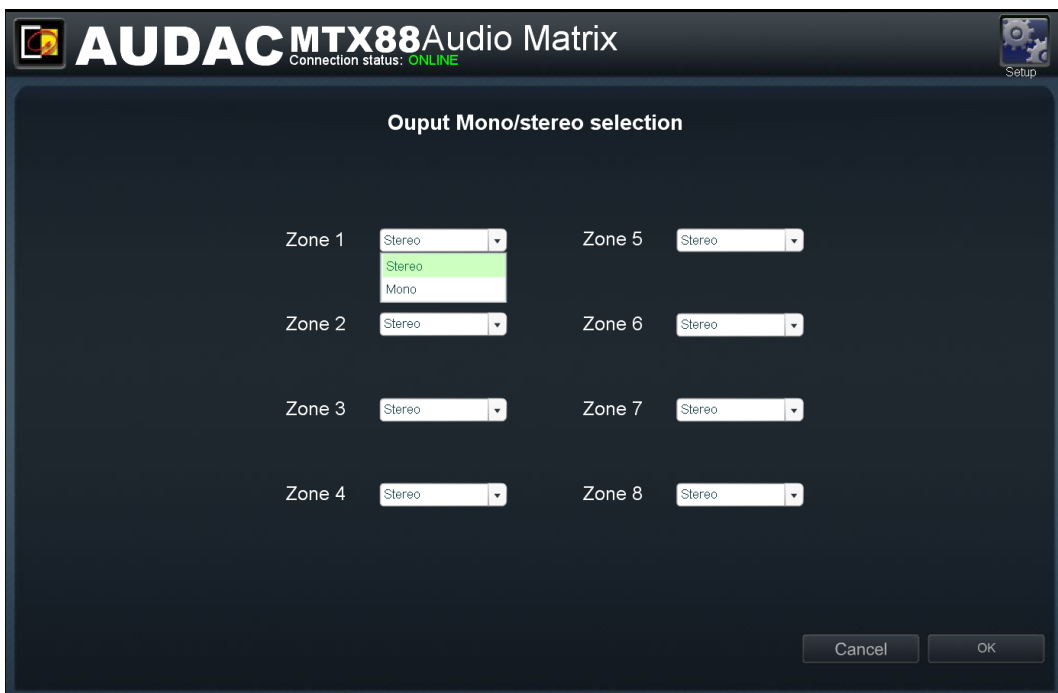 AUDAC MTX88 Audio Matrix
Connection status: ONLINE
Setup
Ouput Mono/stereo selection
Zone 1 Stereo Zone 5 Stereo
Stereo
Mono
Zone 2 Stereo Zone 6 Stereo
Zone 3 Stereo Zone 7 Stereo
Zone 4 Stereo Zone 8 Stereo
Cancel OK